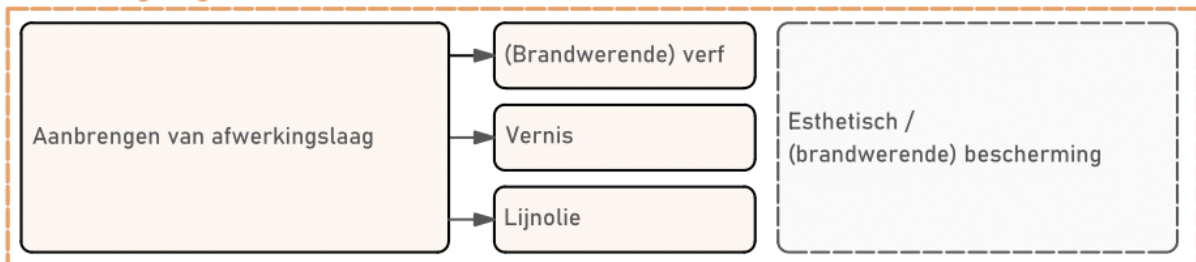 Aanbrengen van afwerkingslaag
(Brandwerende) verf
Vernis
Lijnolie
Esthetisch /
(brandwerende) bescherming